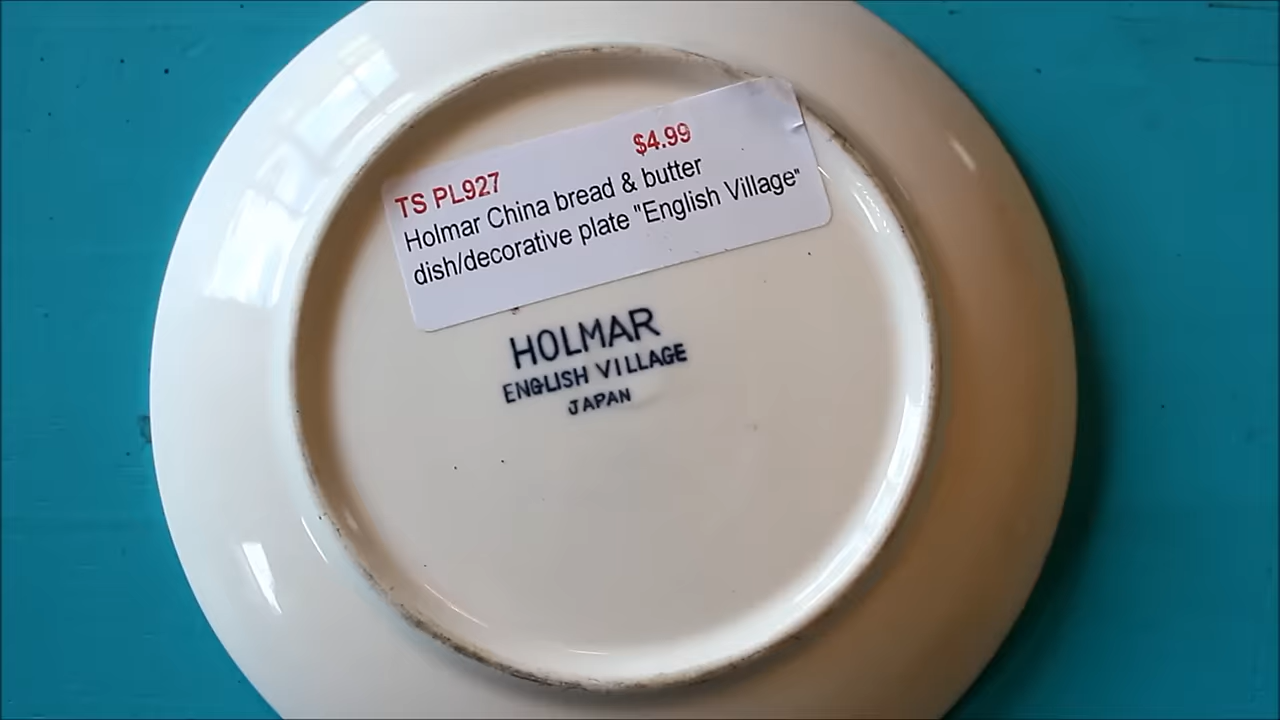 $4.99
TS PL927
Holmar China bread & butter
dish/decorative plate "English Village"
HOLMAR
ENGLISH VILLAGE
JAPAN